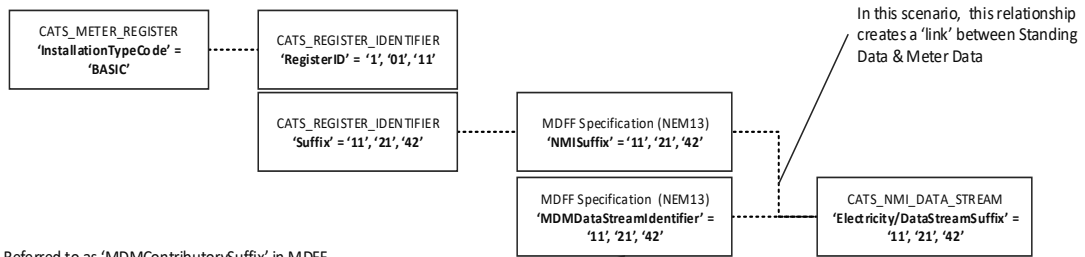 In this scenario, this relationship
creates a ‘link’ between Standing
Data & Meter Data
CATS_METER_REGISTER
‘InstallationTypeCode’ =
‘BASIC’
CATS_REGISTER_IDENTIFIER
‘RegisterID’ = ‘1’, ‘01’, ‘11’
CATS_REGISTER_IDENTIFIER
‘Suffix’ = ‘11’, ‘21’, ‘42’
MDFF Specification (NEM13)
‘NMISuffix’ = ‘11’, ‘21’, ‘42’
MDFF Specification (NEM13)
‘MDMDataStreamIdentifier’ =
‘11’, ‘21’, ‘42’
CATS_NMI_DATA_STREAM
‘Electricity/DataStreamSuffix’ =
‘11’, ‘21’, ‘42’
Referred to as ‘MDMContributorySuffix’ in MDFF